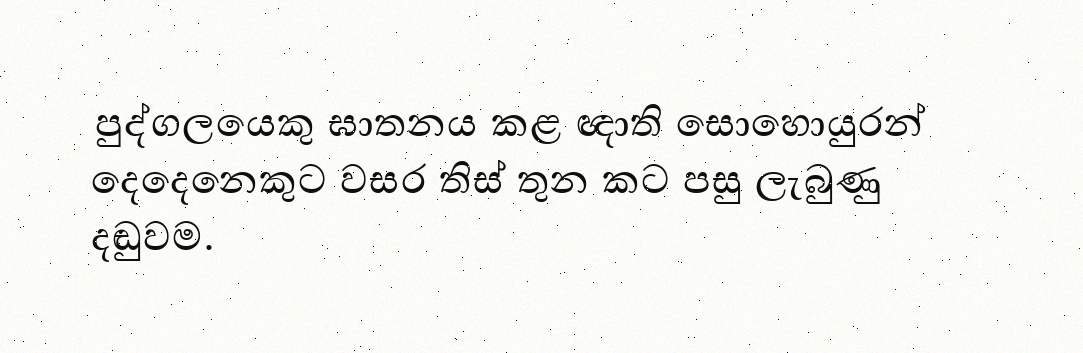 පුද්ගලයෙකු ඝාතනය කළ ඥාති සොහොයුරන්
දෙදෙනෙකුට වසර තිස් තුන කට පසු ලැබුණු
දඬුවම.